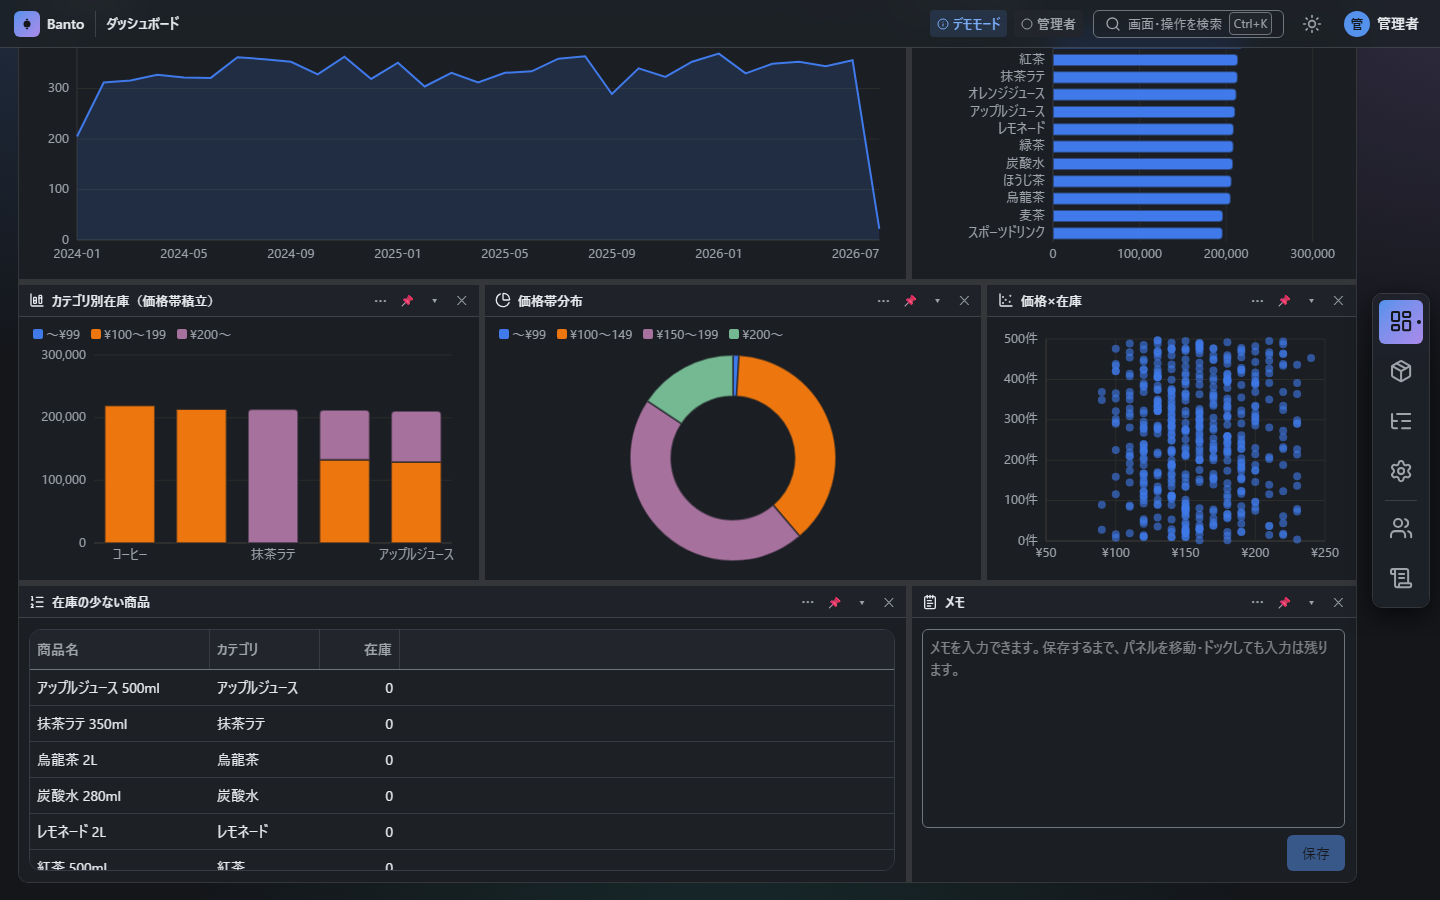 Banto
ダッシュボード
デモモード
管理者
画面・操作を検索 Ctrl+K
管 管理者
300
200
100
0
2024-01 2024-05 2024-09 2025-01 2025-05 2025-09 2026-01 2026-07
紅茶
抹茶ラテ
オレンジジュース
アップルジュース
レモネード
緑茶
炭酸水
ほうじ茶
烏龍茶
麦茶
スポーツドリンク
0 100,000 200,000 300,000
カテゴリ別在庫（価格帯積立）
～¥99 ¥100～199 ¥200～
300,000
200,000
100,000
0
コーヒー 抹茶ラテ アップルジュース
価格帯分布
～¥99 ¥100～149 ¥150～199 ¥200～
価格×在庫
500件
400件
300件
200件
100件
0件
¥50 ¥100 ¥150 ¥200 ¥250
在庫の少ない商品
商品名 カテゴリ 在庫
アップルジュース 500ml アップルジュース 0
抹茶ラテ 350ml 抹茶ラテ 0
烏龍茶 2L 烏龍茶 0
炭酸水 280ml 炭酸水 0
レモネード 2L レモネード 0
紅茶 500ml 紅茶 0
メモ
メモを入力できます。保存するまで、パネルを移動・ドックしても入力は残り
ます。
保存